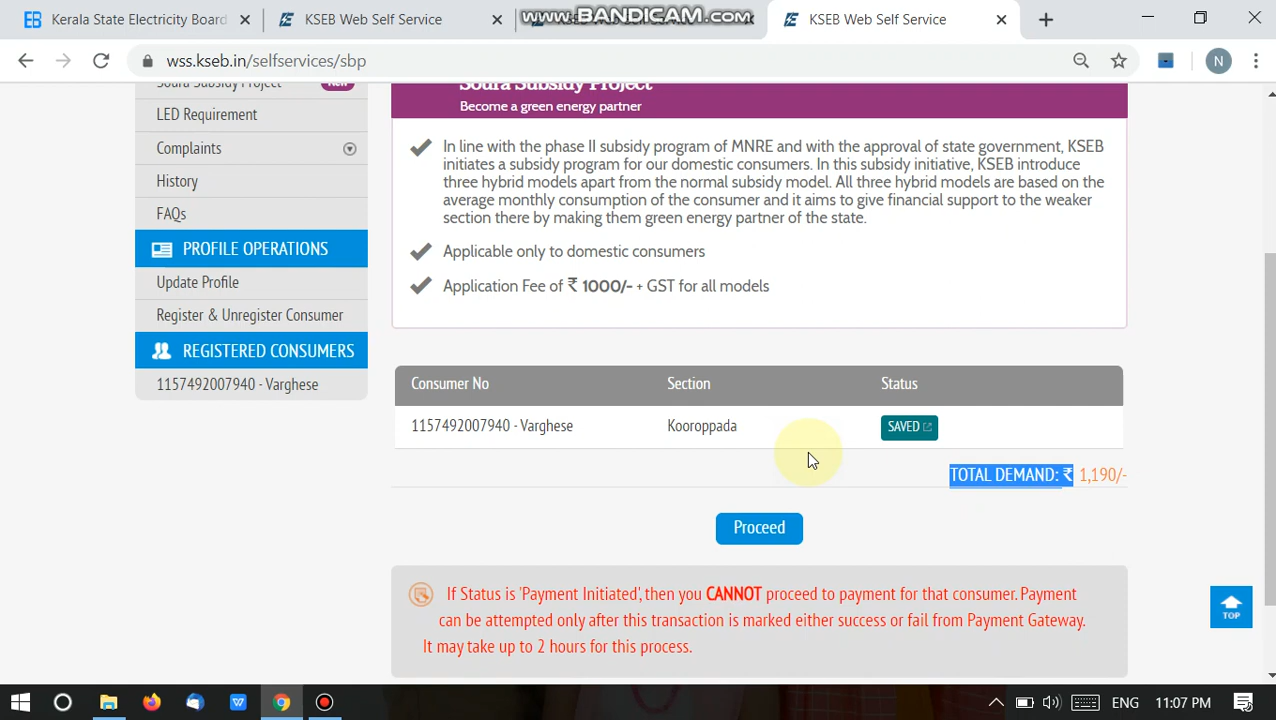 Kerala State Electricity Board
KSEB Web Self Service
www.BANDICAM.com
KSEB Web Self Service
wss.kseb.in/selfservices/sbp
N
Soura Subsidy Project
New
LED Requirement
Complaints
History
FAQs
PROFILE OPERATIONS
Update Profile
Register & Unregister Consumer
REGISTERED CONSUMERS
1157492007940 - Varghese
Soura Subsidy Project
Become a green energy partner
In line with the phase II subsidy program of MNRE and with the approval of state government, KSEB
initiates a subsidy program for our domestic consumers. In this subsidy initiative, KSEB introduce
three hybrid models apart from the normal subsidy model. All three hybrid models are based on the
average monthly consumption of the consumer and it aims to give financial support to the weaker
section there by making them green energy partner of the state.
Applicable only to domestic consumers
Application Fee of ₹ 1000/- + GST for all models
Consumer No Section Status
1157492007940 - Varghese Kooroppada SAVED
TOTAL DEMAND: ₹ 1,190/-
Proceed
If Status is 'Payment Initiated', then you CANNOT proceed to payment for that consumer. Payment
can be attempted only after this transaction is marked either success or fail from Payment Gateway.
It may take up to 2 hours for this process.
TOP
ENG 11:07 PM